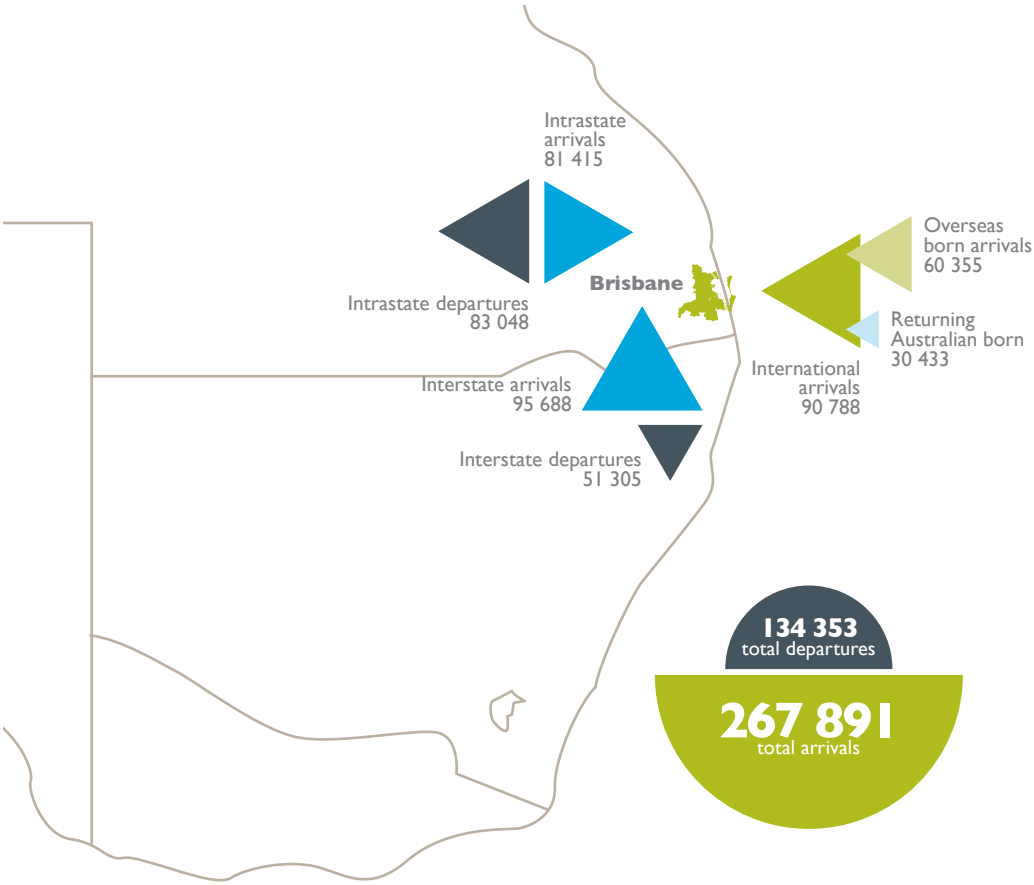 Intrastate
arrivals
81 415
Overseas
born arrivals
60 355
Brisbane
Intrastate departures
83 048
Returning
Australian born
30 433
International
arrivals
90 788
Interstate arrivals
95 688
Interstate departures
51 305
134 353
total departures
267 891
total arrivals